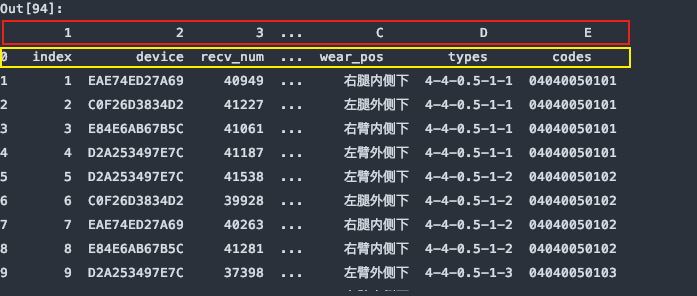 Out[94]:
1 2 3 ... C D E
0 index device recv_num ... wear_pos types codes
1 1 EAE74ED27A69 40949 ... 右腿内侧下 4-4-0.5-1-1 04040050101
2 2 C0F26D3834D2 41227 ... 左腿外侧下 4-4-0.5-1-1 04040050101
3 3 E84E6AB67B5C 41061 ... 右臂内侧下 4-4-0.5-1-1 04040050101
4 4 D2A253497E7C 41187 ... 左臂外侧下 4-4-0.5-1-1 04040050101
5 5 D2A253497E7C 41538 ... 左臂外侧下 4-4-0.5-1-2 04040050102
6 6 C0F26D3834D2 39928 ... 左腿外侧下 4-4-0.5-1-2 04040050102
7 7 EAE74ED27A69 40263 ... 右腿内侧下 4-4-0.5-1-2 04040050102
8 8 E84E6AB67B5C 41281 ... 右臂内侧下 4-4-0.5-1-2 04040050102
9 9 D2A253497E7C 37398 ... 左臂外侧下 4-4-0.5-1-3 04040050103